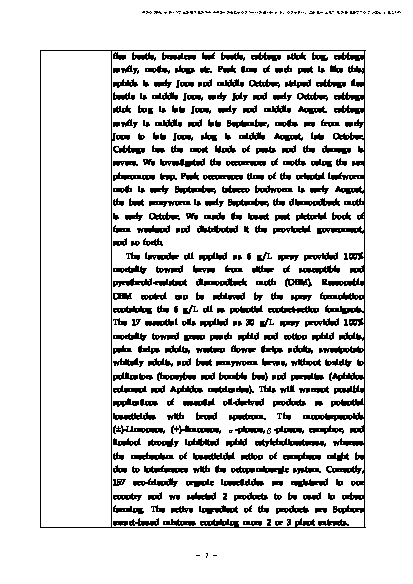 flea beetle, brassicae leaf beetle, cabbage stink bug, cabbage
sawfly, moths, slugs etc. Peak time of each pest is like this;
aphids is early June and middle October, striped cabbage flea
beetle is middle June, early July and early October, cabbage
stink bug is early June, early and middle August, cabbage
sawfly is middle and late September, moths are from early
June to late June, slug is middle August, late October.
Cabbage has the most kinds of pests and the damage is
severe. We investigated the occurrence of moths using the sex
pheromone trap. Peak occurrence time of the oriental leafworm
moth is early September, tobacco budworm is early August,
the beet armyworm is early September, the diamondback moth
is early October. We made the insect pest pictorial book of
farm weekend and distributed it the provincial government,
and so forth.
The lavender oil applied as 6 g/L spray provided 100%
mortality toward larvae from either of susceptible and
pyrethroid-resistant diamondback moth (DBM). Reasonable
DBM control can be achieved by the spray formulation
containing the 6 g/L oil as potential contact-action fumigants.
The 17 essential oils applied as 30 g/L spray provided 100%
mortality toward green peach aphid and cotton aphid adults,
palm thrips adults, western flower thrips adults, sweetpotato
whitefly adults, and beet armyworm larvae, without toxicity to
pollinators (honeybee and bumble bee) and parasites (Aphidius
colemani and Aphidius matricariae). This will warrant possible
applications of essential oil-derived products as potential
insecticides with broad spectrum. The monoterpenoids
(±)-Limonene, (+)-limonene, α-pinene, β-pinene, camphor, and
linalool strongly inhibited aphid cetylcholinesterase, whereas
the mechanism of insecticidal action of camphene might be
due to interference with the octopaminergic system. Currently,
157 eco-friendly organic insecticides are registered in our
country and we selected 2 products to be used in urban
farming. The active ingredient of the products are Sophora
extract-based mixtures containing more 2 or 3 plant extracts.
- 7 -